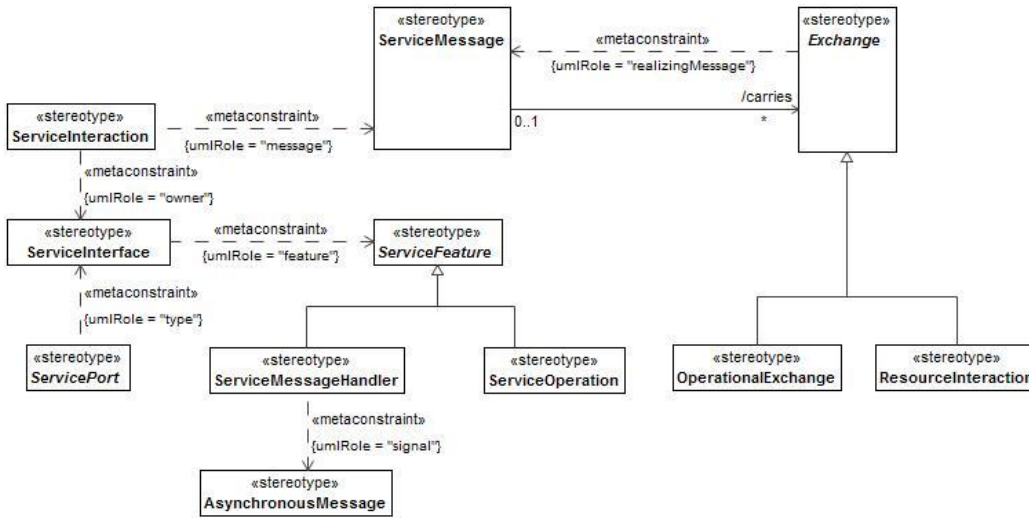 «stereotype»
ServiceMessage
«stereotype»
Exchange
«metaconstraint»
{umlRole = "realizingMessage"}
/carries
0..1
*
«stereotype»
ServiceInteraction
«metaconstraint»
{umlRole = "message"}
«metaconstraint»
{umlRole = "owner"}
«stereotype»
ServiceInterface
«metaconstraint»
{umlRole = "feature"}
«stereotype»
ServiceFeature
«metaconstraint»
{umlRole = "type"}
«stereotype»
ServicePort
«stereotype»
ServiceMessageHandler
«stereotype»
ServiceOperation
«stereotype»
OperationalExchange
«stereotype»
ResourceInteraction
«metaconstraint»
{umlRole = "signal"}
«stereotype»
AsynchronousMessage